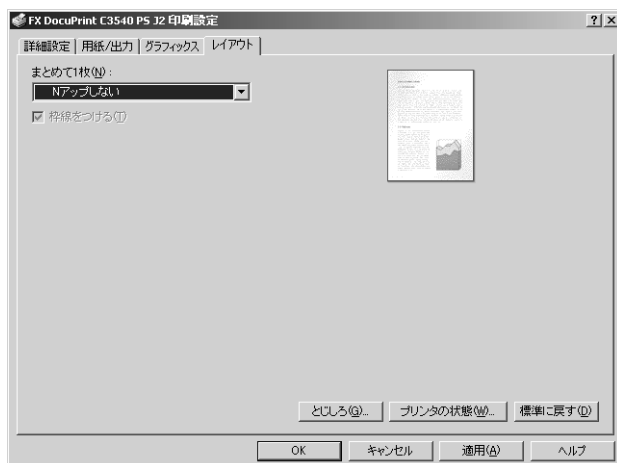 FX DocuPrint C3540 PS J2 印刷設定
詳細設定 用紙/出力 グラフィックス レイアウト
まとめて1枚(N):
Nアップしない
枠線をつける(T)
とじしろ(G)... プリンタの状態(W)... 標準に戻す(D)
OK キャンセル 適用(A) ヘルプ